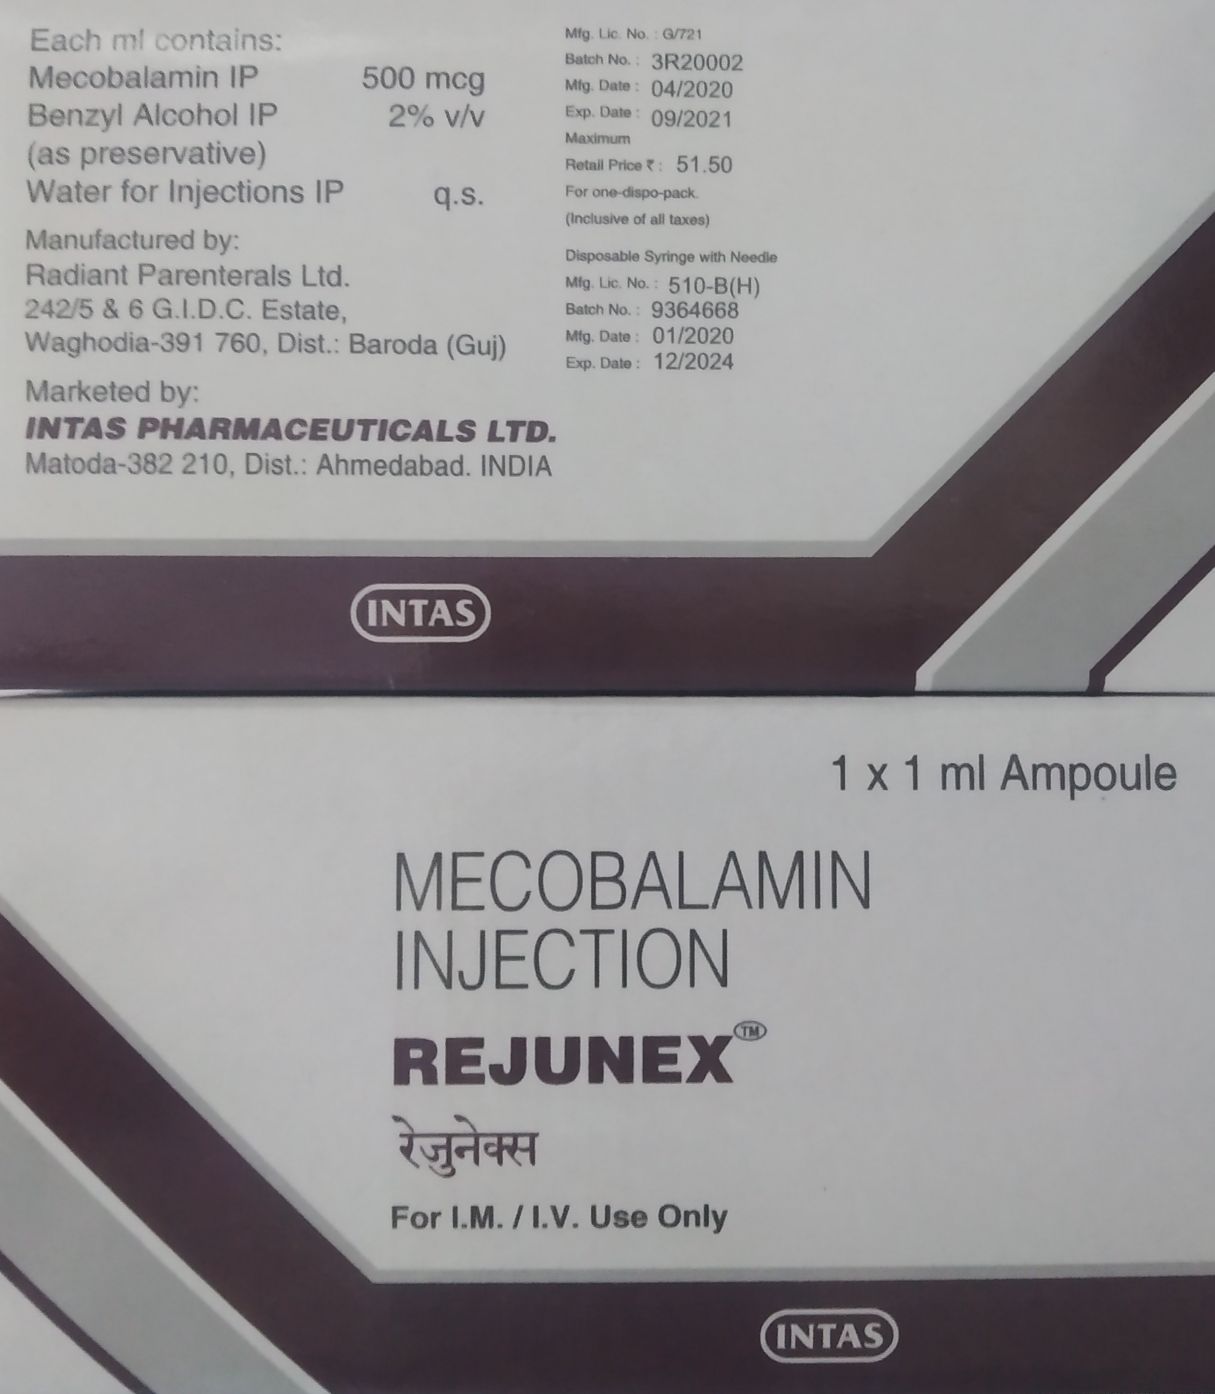 Each ml contains:
Mecobalamin IP 500 mcg
Benzyl Alcohol IP 2% v/v
(as preservative)
Water for Injections IP q.s.
Manufactured by:
Radiant Parenterals Ltd.
242/5 & 6 G.I.D.C. Estate,
Waghodia-391 760, Dist.: Baroda (Guj)
Marketed by:
INTAS PHARMACEUTICALS LTD.
Matoda-382 210, Dist.: Ahmedabad. INDIA
Mfg. Lic. No. : G/721
Batch No. : 3R20002
Mfg. Date : 04/2020
Exp. Date : 09/2021
Maximum
Retail Price ₹ : 51.50
For one-dispo-pack.
(Inclusive of all taxes)
Disposable Syringe with Needle
Mfg. Lic. No. : 510-B(H)
Batch No. : 9364668
Mfg. Date : 01/2020
Exp. Date : 12/2024
INTAS
1 x 1 ml Ampoule
MECOBALAMIN
INJECTION
REJUNEX™
रेजुनेक्स
For I.M. / I.V. Use Only
INTAS